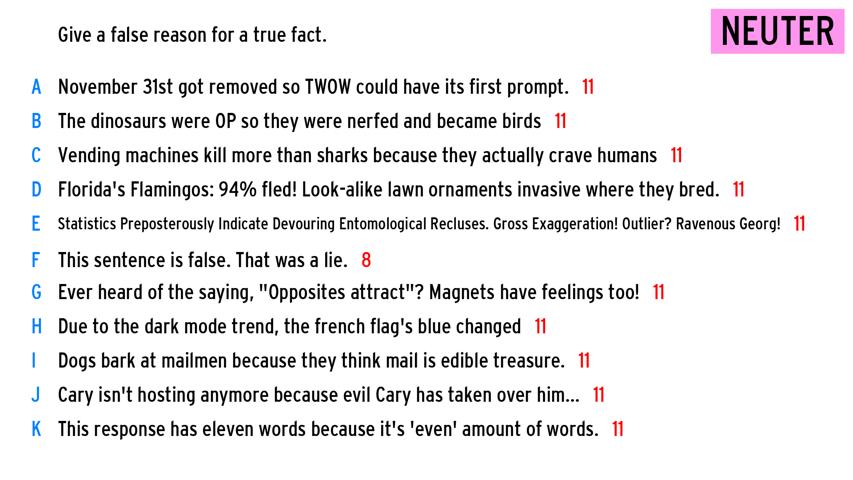 Give a false reason for a true fact.
NEUTER
A November 31st got removed so TWOW could have its first prompt. 11
B The dinosaurs were OP so they were nerfed and became birds 11
C Vending machines kill more than sharks because they actually crave humans 11
D Florida's Flamingos: 94% fled! Look-alike lawn ornaments invasive where they bred. 11
E Statistics Preposterously Indicate Devouring Entomological Recluses. Gross Exaggeration! Outlier? Ravenous Georg! 11
F This sentence is false. That was a lie. 8
G Ever heard of the saying, "Opposites attract"? Magnets have feelings too! 11
H Due to the dark mode trend, the french flag's blue changed 11
I Dogs bark at mailmen because they think mail is edible treasure. 11
J Cary isn't hosting anymore because evil Cary has taken over him... 11
K This response has eleven words because it's 'even' amount of words. 11